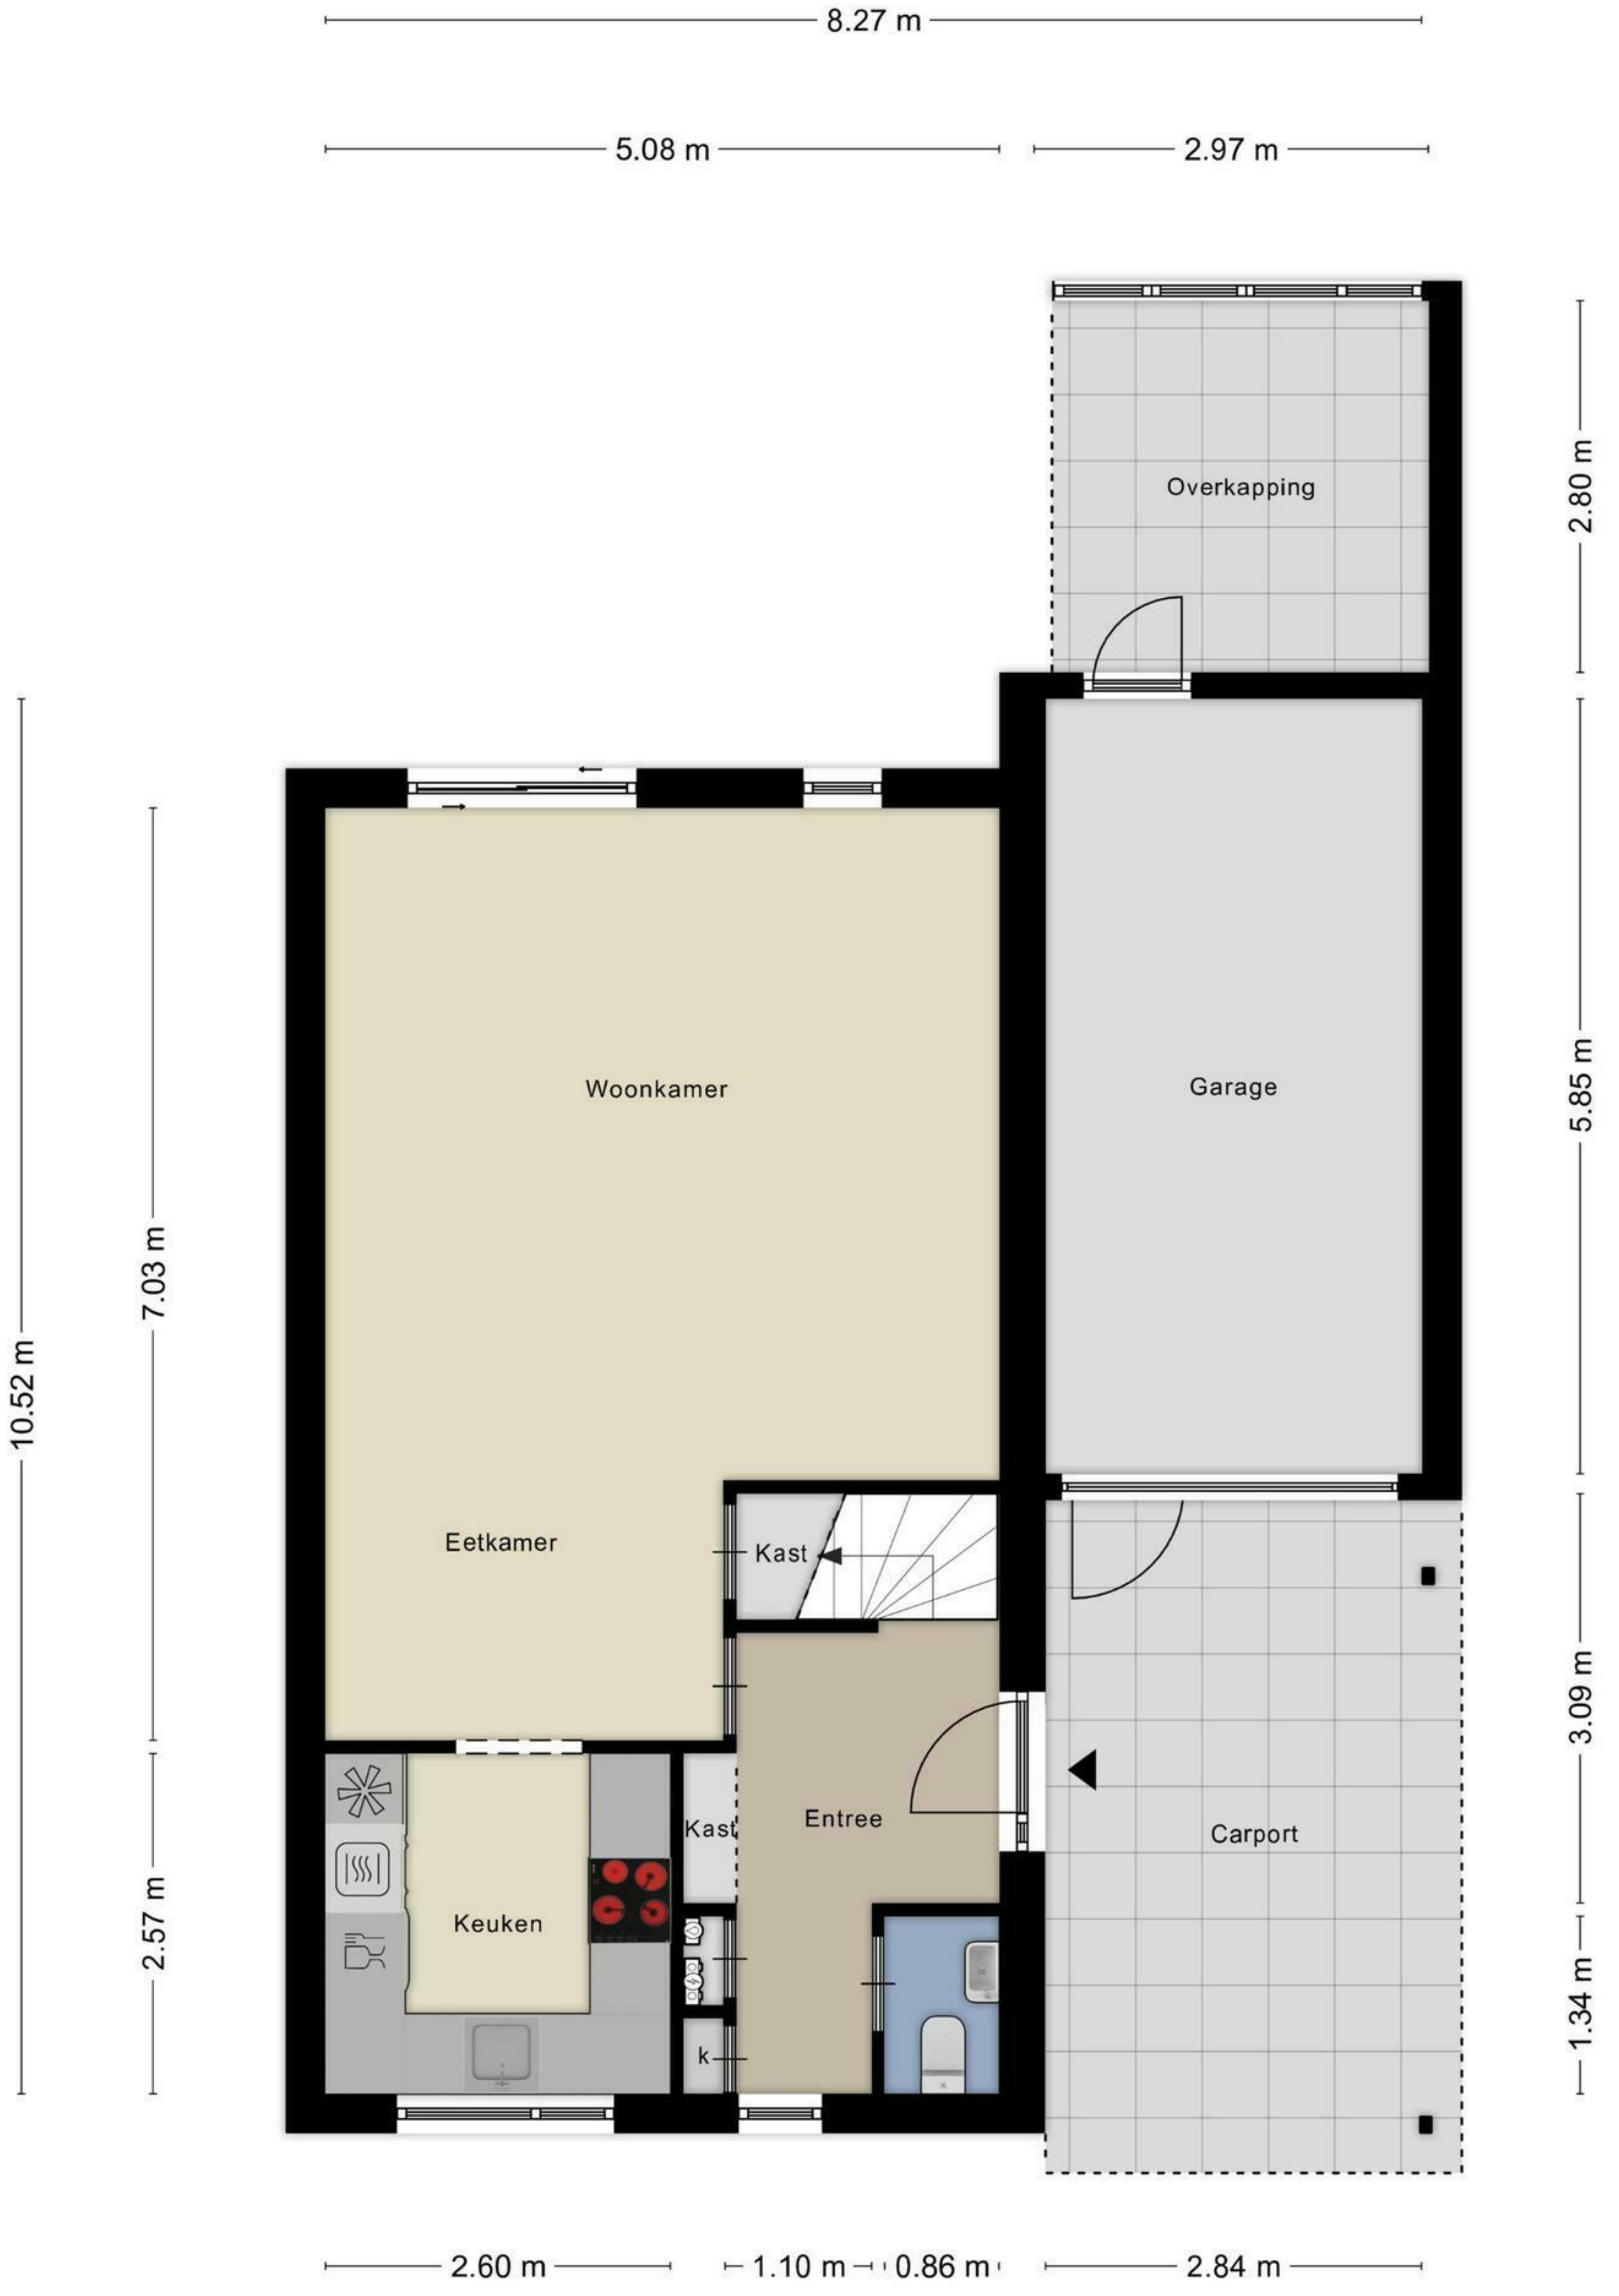 8.27 m
5.08 m
2.97 m
2.80 m
Overkapping
10.52 m
7.03 m
Woonkamer
Garage
5.85 m
Eetkamer
Kast
3.09 m
Kast
Entree
Carport
2.57 m
Keuken
1.34 m
k
2.60 m
1.10 m
0.86 m
2.84 m